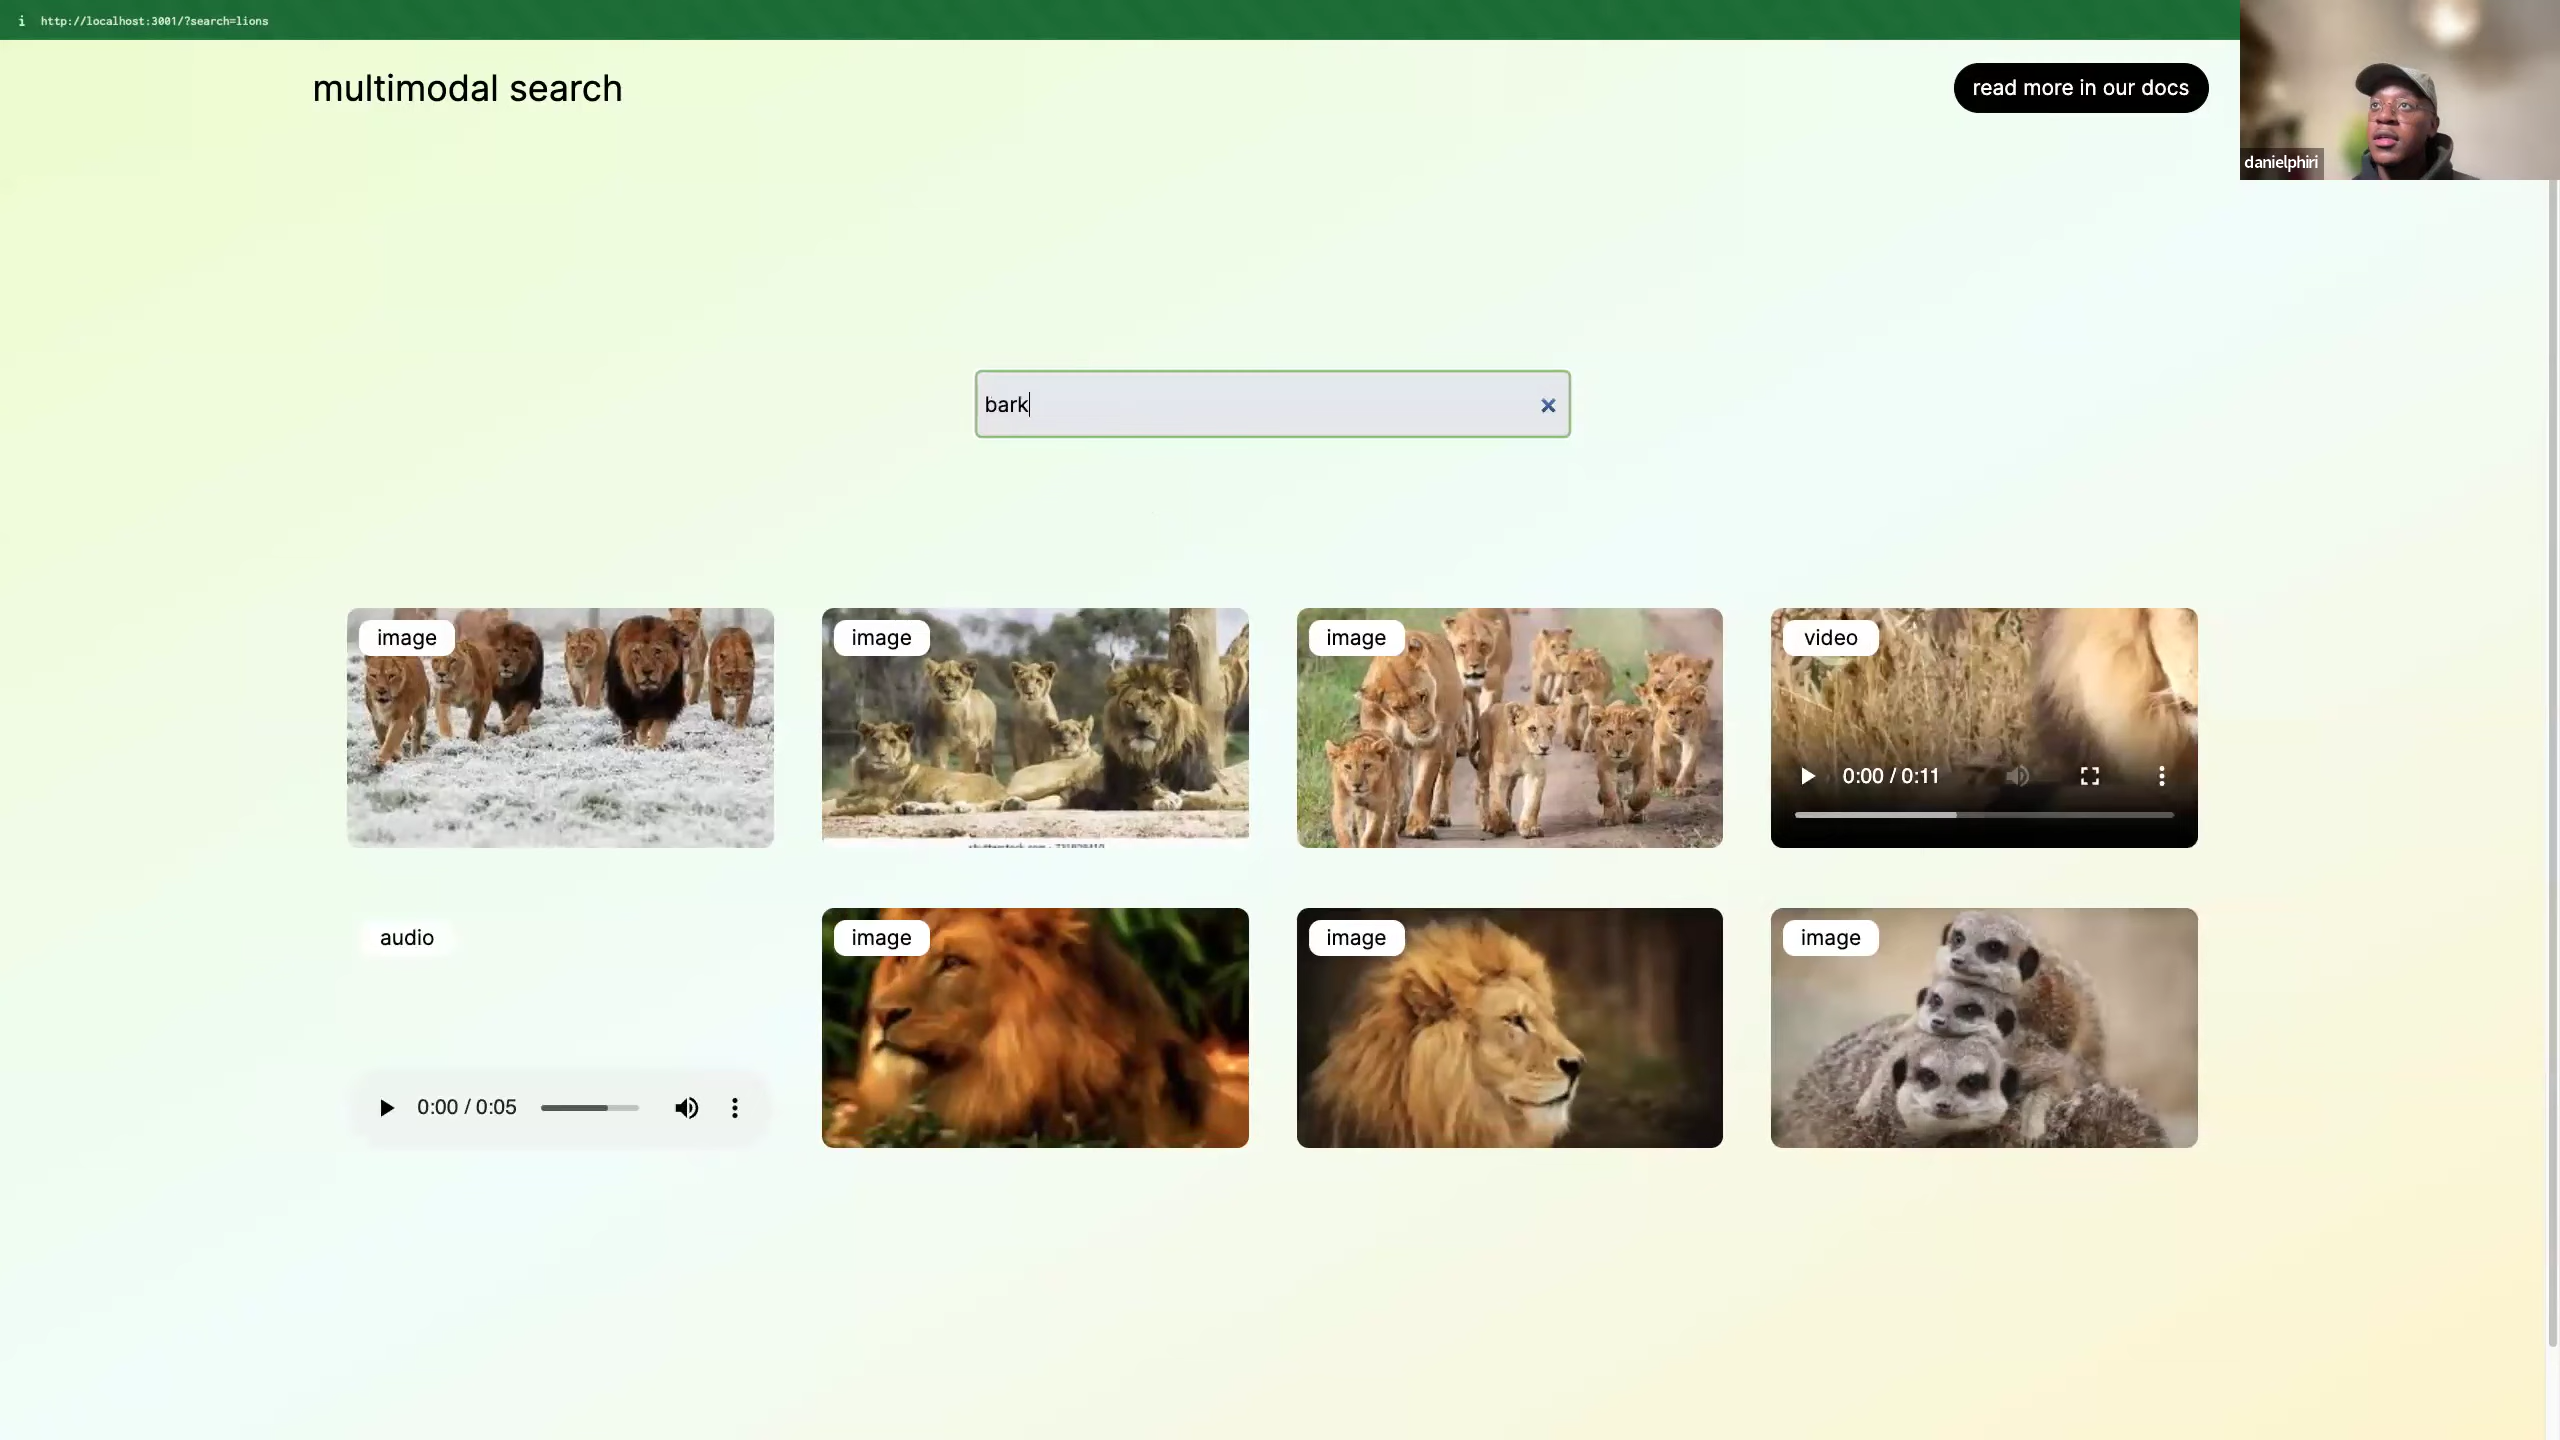 i http://localhost:3001/?search=lions
multimodal search
read more in our docs
danielphiri
bark
image
image
image
video
0:00 / 0:11
audio
image
image
image
0:00 / 0:05